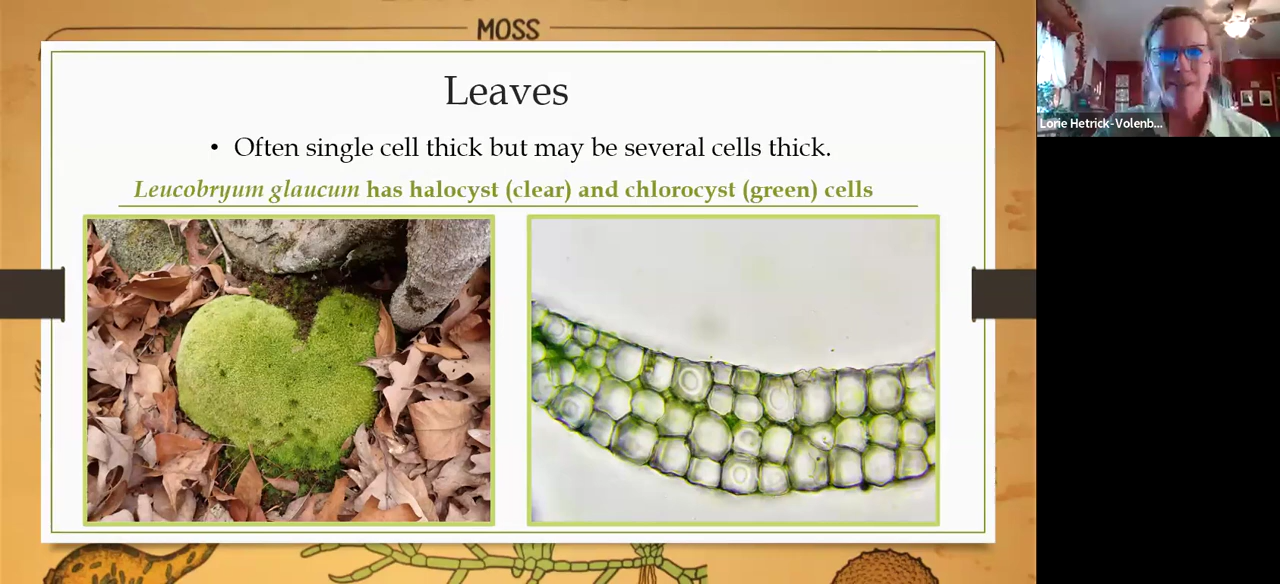 MOSS
Leaves
• Often single cell thick but may be several cells thick.
Leucobryum glaucum has halocyst (clear) and chlorocyst (green) cells
Lorie Hetrick-Volenb...